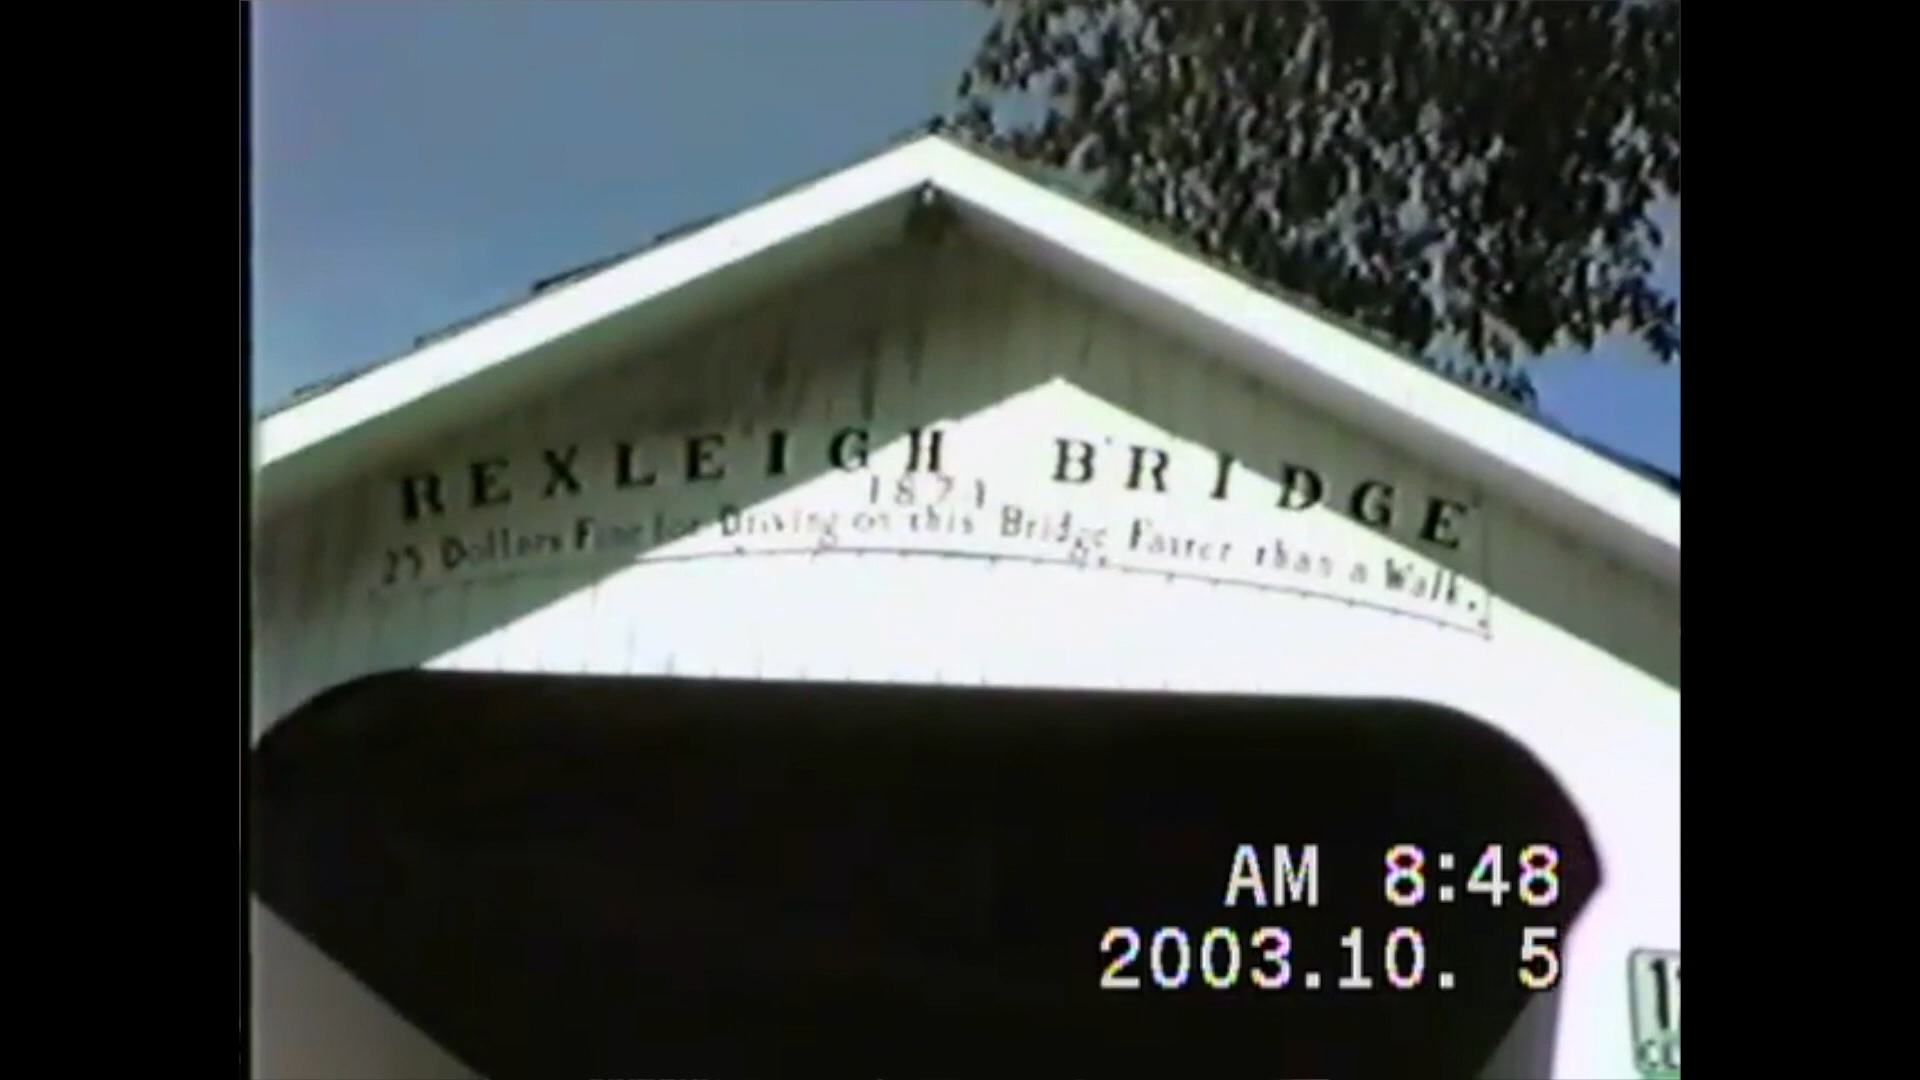 REXLEIGH BRIDGE
1874
25 Dollars Fine for Driving on this Bridge Faster than a Walk.
AM 8:48
2003.10. 5